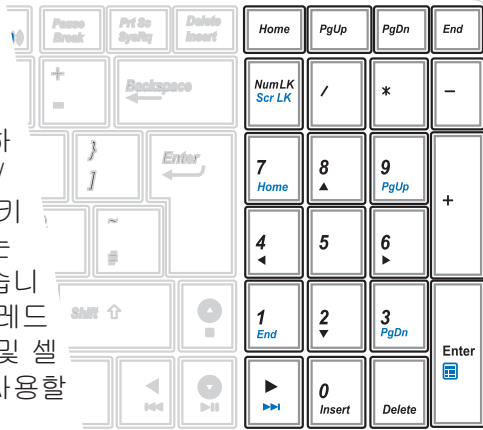 Pause Break Prt Sc SysRq Delete Insert Home PgUp PgDn End
+ - Backspace NumLK Scr LK / * -
} ] Enter 7 Home 8 9 PgUp +
~ # 4 5 6
Shift 1 End 2 3 PgDn Enter
0 Insert Delete
하
/
키
는
습니
레드
및 셀
사용할